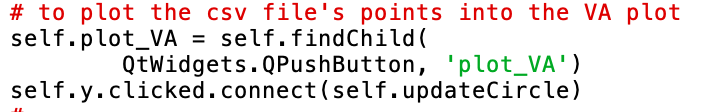 # to plot the csv file's points into the VA plot
self.plot_VA = self.findChild(
QtWidgets.QPushButton, 'plot_VA')
self.y.clicked.connect(self.updateCircle)